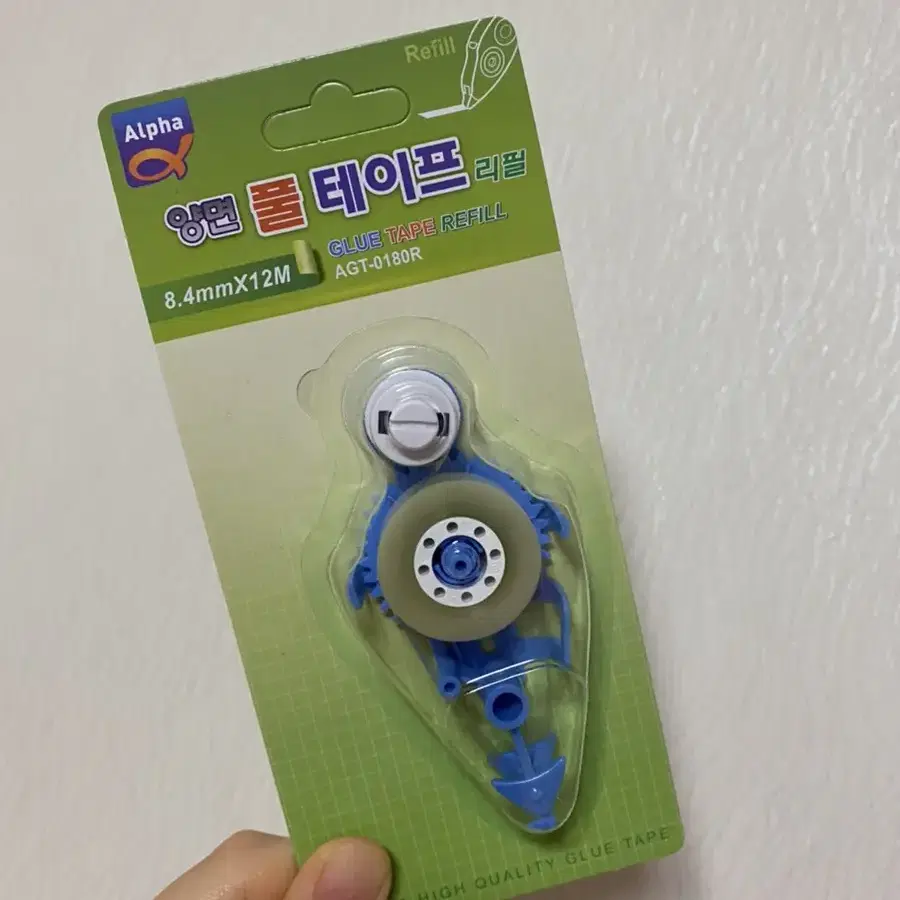 Refill
Alpha
양면 풀 테이프 리필
GLUE TAPE REFILL
8.4mmX12M
AGT-0180R
HIGH QUALITY GLUE TAPE